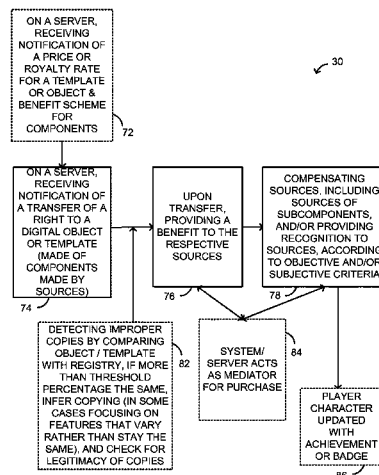 ON A SERVER,
RECEIVING
NOTIFICATION OF
A PRICE OR
ROYALTY RATE
FOR A TEMPLATE
OR OBJECT &
BENEFIT SCHEME
FOR
COMPONENTS
72
30
ON A SERVER,
RECEIVING
NOTIFICATION OF
A TRANSFER OF A
RIGHT TO A
DIGITAL OBJECT
OR TEMPLATE
(MADE OF
COMPONENTS
MADE BY
SOURCES)
74
UPON
TRANSFER,
PROVIDING A
BENEFIT TO THE
RESPECTIVE
SOURCES
76
COMPENSATING
SOURCES, INCLUDING
SOURCES OF
SUBCOMPONENTS,
AND/OR PROVIDING
RECOGNITION TO
SOURCES, ACCORDING
TO OBJECTIVE AND/OR
SUBJECTIVE CRITERIA
78
DETECTING IMPROPER
COPIES BY COMPARING
OBJECT / TEMPLATE
WITH REGISTRY, IF MORE
THAN THRESHOLD
PERCENTAGE THE SAME,
INFER COPYING (IN SOME
CASES FOCUSING ON
FEATURES THAT VARY
RATHER THAN STAY THE
SAME), AND CHECK FOR
LEGITIMACY OF COPIES
82
SYSTEM/
SERVER ACTS
AS MEDIATOR
FOR PURCHASE
84
PLAYER
CHARACTER
UPDATED
WITH
ACHIEVEMENT
OR BADGE